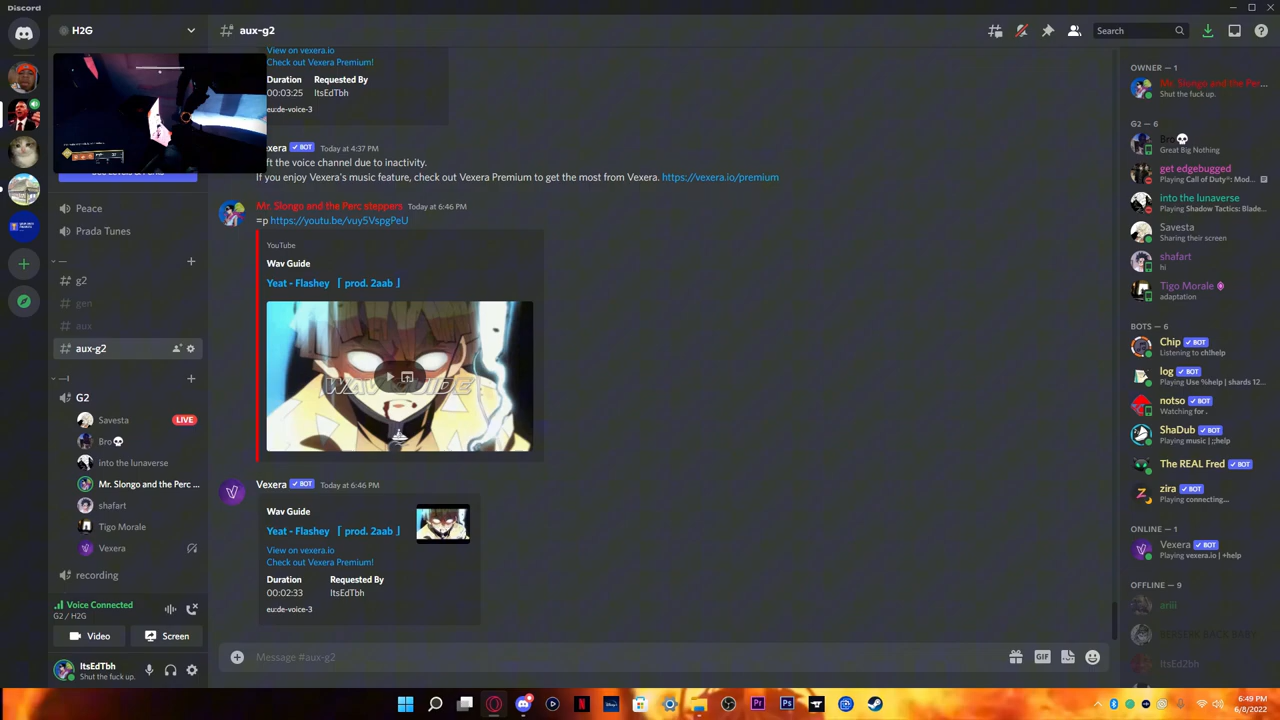 Discord
H2G
aux-g2
Search
See Levels & Perks
Peace
Prada Tunes
g2
gen
aux
aux-g2
G2
Savesta
LIVE
Bro💀
into the lunaverse
Mr. Slongo and the Perc ...
shafart
Tigo Morale
Vexera
recording
Voice Connected
G2 / H2G
Video
Screen
ItsEdTbh
Shut the fuck up.
View on vexera.io
Check out Vexera Premium!
Duration Requested By
00:03:25 ItsEdTbh
eu:de-voice-3
exera BOT Today at 4:37 PM
ft the voice channel due to inactivity.
If you enjoy Vexera's music feature, check out Vexera Premium to get the most from Vexera. https://vexera.io/premium
Mr. Slongo and the Perc steppers Today at 6:46 PM
=p https://youtu.be/vuy5VspgPeU
YouTube
Wav Guide
Yeat - Flashey 「 prod. 2aab 」
WAV GUIDE
Vexera BOT Today at 6:46 PM
Wav Guide
Yeat - Flashey 「 prod. 2aab 」
View on vexera.io
Check out Vexera Premium!
Duration Requested By
00:02:33 ItsEdTbh
eu:de-voice-3
Message #aux-g2
GIF
OWNER — 1
Mr. Slongo and the Per...
Shut the fuck up.
G2 — 6
Bro💀
Great Big Nothing
get edgebugged
Playing Call of Duty®: Mod...
into the lunaverse
Playing Shadow Tactics: Blade...
Savesta
Sharing their screen
shafart
hi
Tigo Morale
adaptation
BOTS — 6
Chip BOT
Listening to ch!help
log BOT
Playing Use %help | shards 12...
notso BOT
Watching for .
ShaDub BOT
Playing music | ;;help
The REAL Fred BOT
zira BOT
Playing connecting...
ONLINE — 1
Vexera BOT
Playing vexera.io | +help
OFFLINE — 9
ariii
BERSERK BACK BABY
ItsEd2bh
6:49 PM
6/8/2022